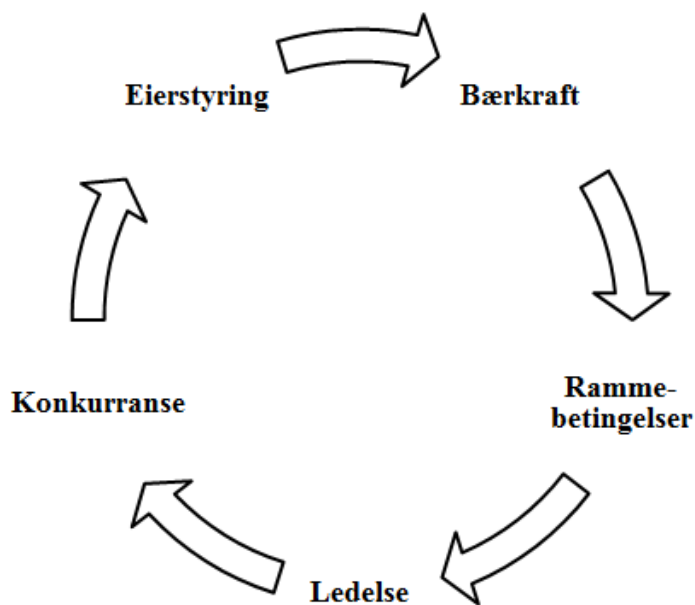 Eierstyring
Bærkraft
Ramme-
betingelser
Ledelse
Konkurranse